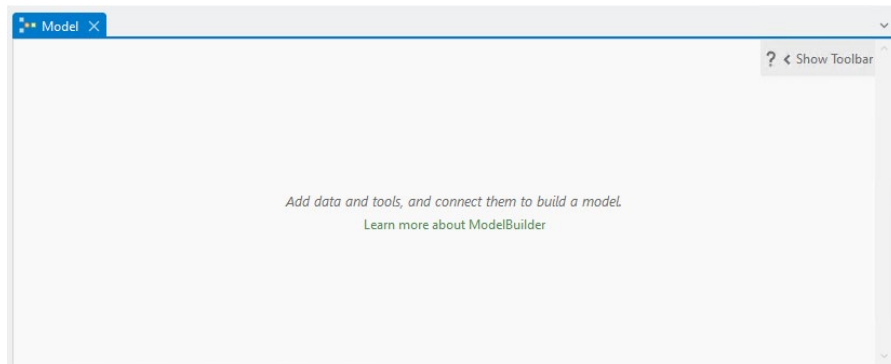 Model
? < Show Toolbar
Add data and tools, and connect them to build a model.
Learn more about ModelBuilder